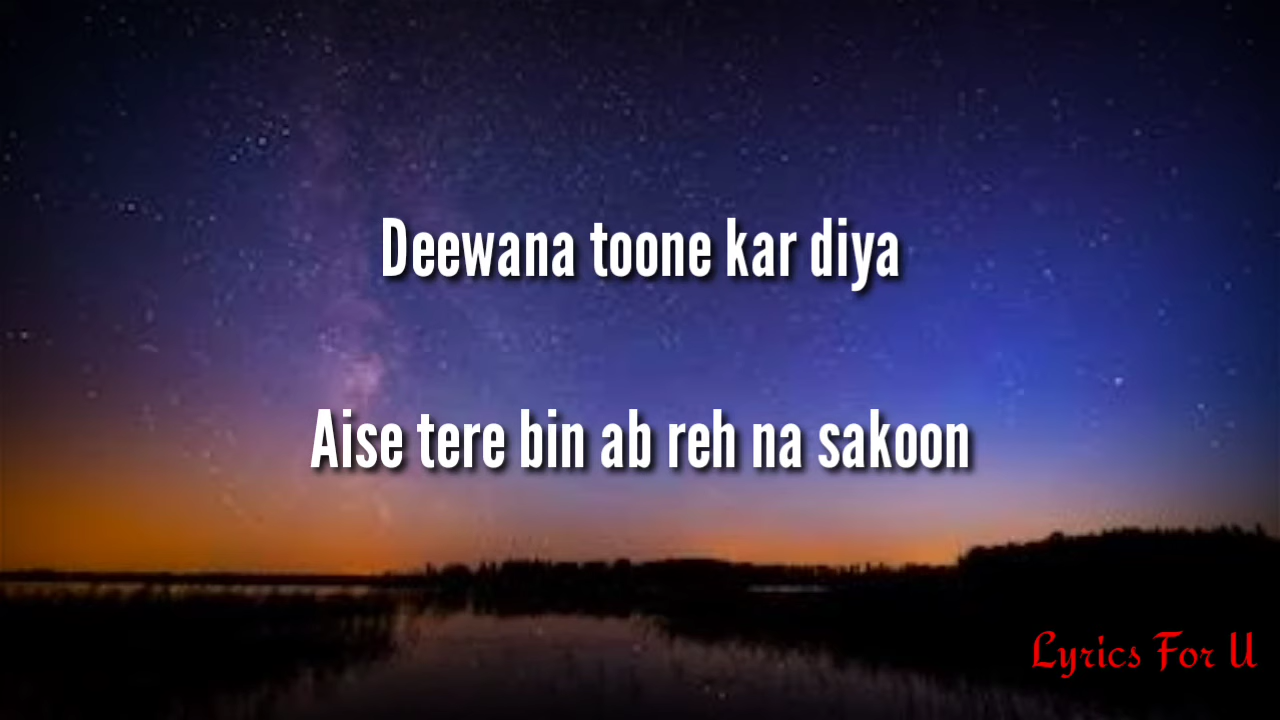 Deewana toone kar diya
Aise tere bin ab reh na sakoon
Lyrics For U